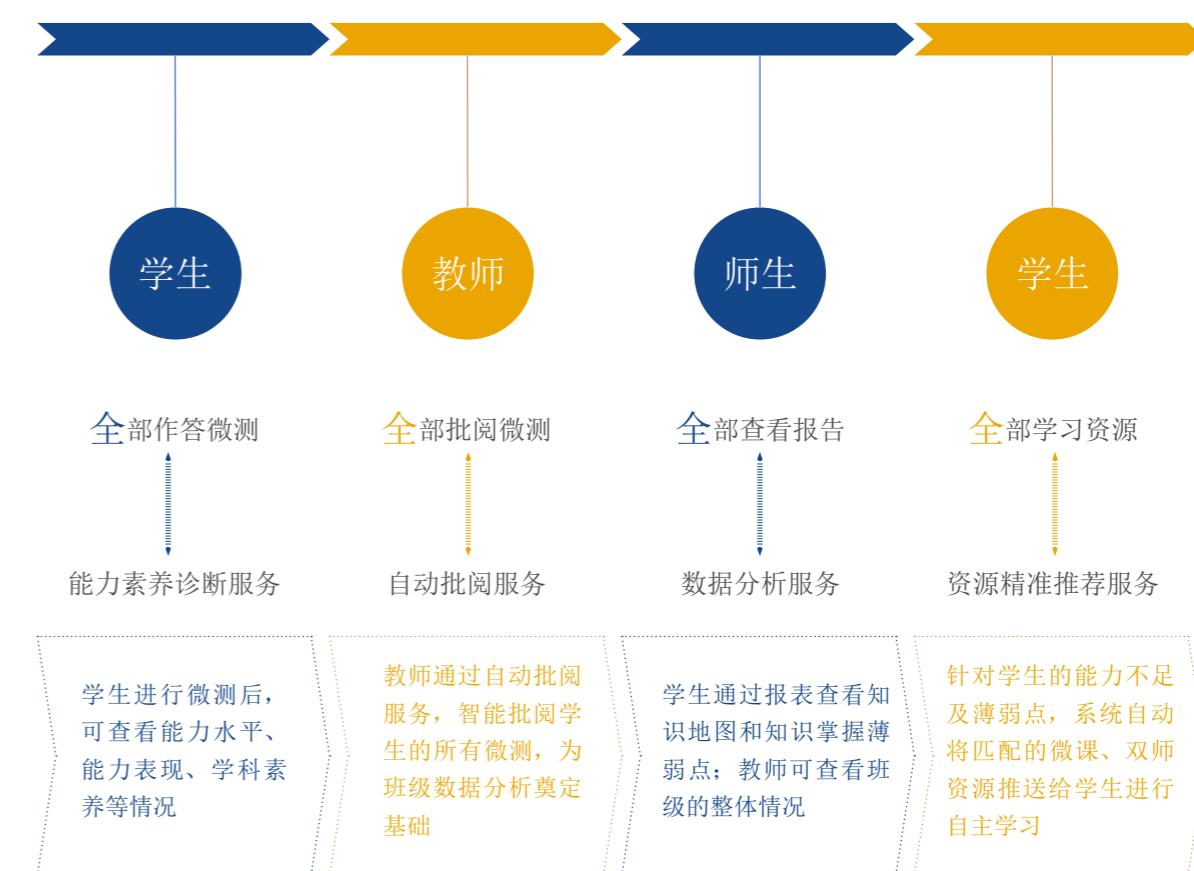 学生
教师
师生
学生
全部作答微测
全部批阅微测
全部查看报告
全部学习资源
能力素养诊断服务
自动批阅服务
数据分析服务
资源精准推荐服务
学生进行微测后，
可查看能力水平、
能力表现、学科素
养等情况
教师通过自动批阅
服务，智能批阅学
生的所有微测，为
班级数据分析奠定
基础
学生通过报表查看知
识地图和知识掌握薄
弱点；教师可查看班
级的整体情况
针对学生的能力不足
及薄弱点，系统自动
将匹配的微课、双师
资源推送给学生进行
自主学习